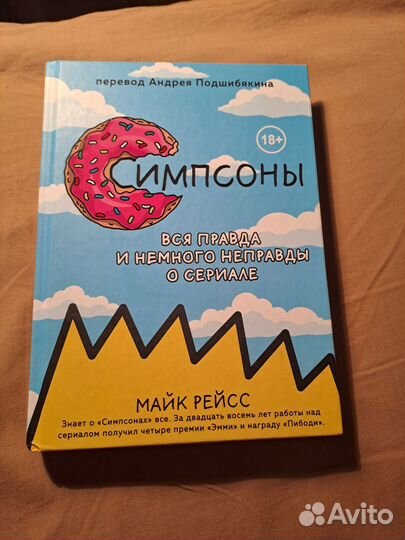 перевод Андрея Подшибякина
18+
Симпсоны
ВСЯ ПРАВДА
И НЕМНОГО НЕПРАВДЫ
О СЕРИАЛЕ
МАЙК РЕЙСС
Знает о «Симпсонах» все. За двадцать восемь лет работы над
сериалом получил четыре премии «Эмми» и награду «Пибоди».
Avito